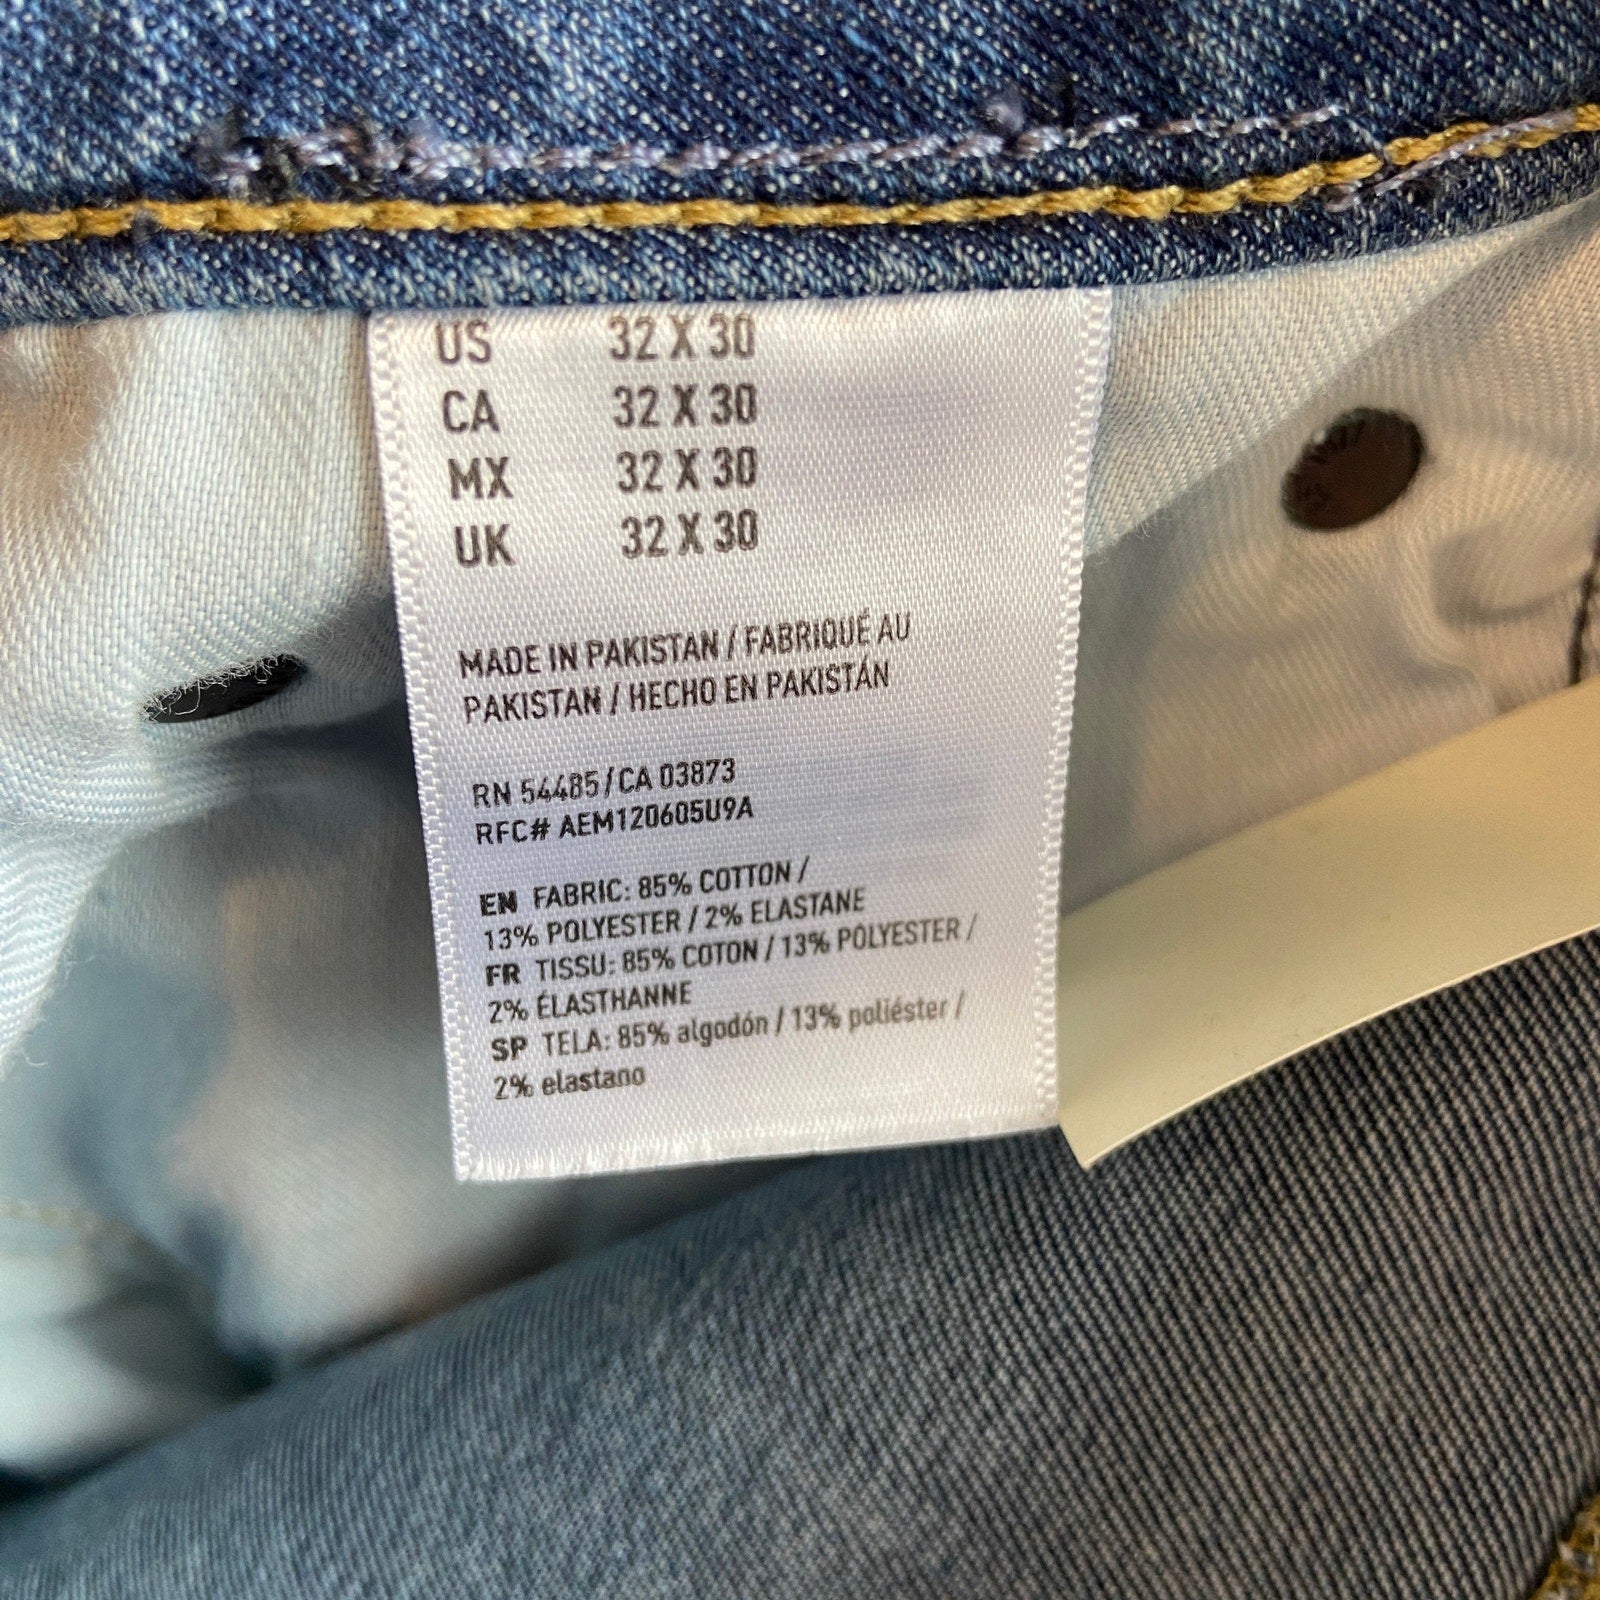 US 32 X 30
CA 32 X 30
MX 32 X 30
UK 32 X 30
MADE IN PAKISTAN / FABRIQUÉ AU
PAKISTAN / HECHO EN PAKISTÁN
RN 54485/CA 03873
RFC# AEM120605U9A
EN FABRIC: 85% COTTON /
13% POLYESTER / 2% ELASTANE
FR TISSU: 85% COTON / 13% POLYESTER /
2% ÉLASTHANNE
SP TELA: 85% algodón / 13% poliéster /
2% elastano